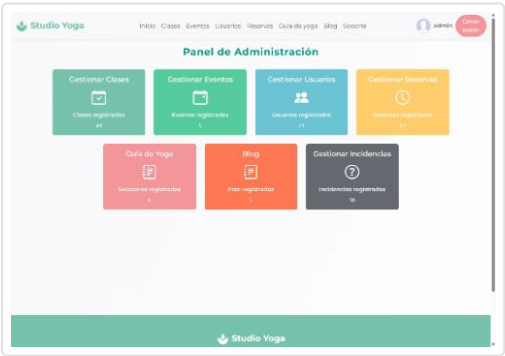 Studio Yoga
Inicio Clases Eventos Usuarios Reservas Guía de yoga Blog Soporte
admin
Cerrar
sesión
Panel de Administración
Gestionar Clases
Clases registradas
Gestionar Eventos
Eventos registrados
Gestionar Usuarios
Usuarios registrados
Gestionar Reservas
Reservas registradas
Guía de Yoga
Secciones registradas
Blog
Post registrados
Gestionar Incidencias
Incidencias registradas
Studio Yoga